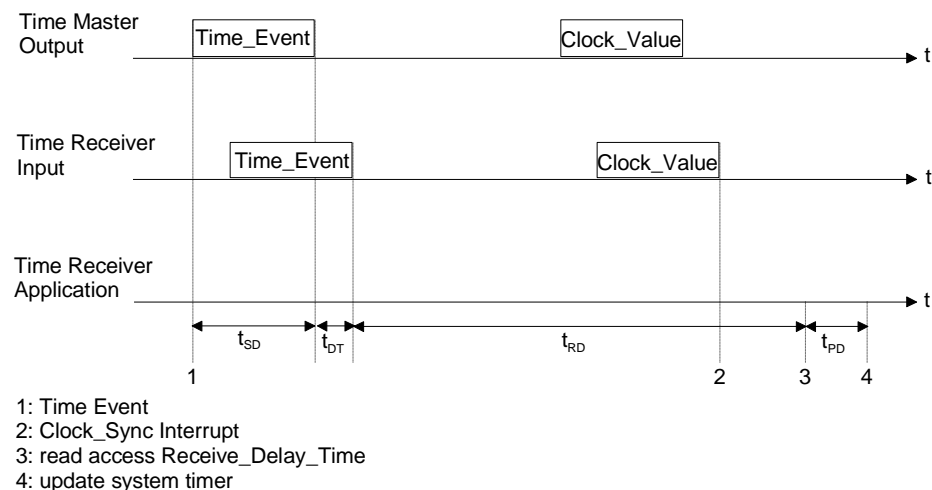 Time Master
Output
Time_Event
Clock_Value
t
Time Receiver
Input
Time_Event
Clock_Value
t
Time Receiver
Application
t
tSD
tDT
tRD
tPD
1
2
3
4
1: Time Event
2: Clock_Sync Interrupt
3: read access Receive_Delay_Time
4: update system timer